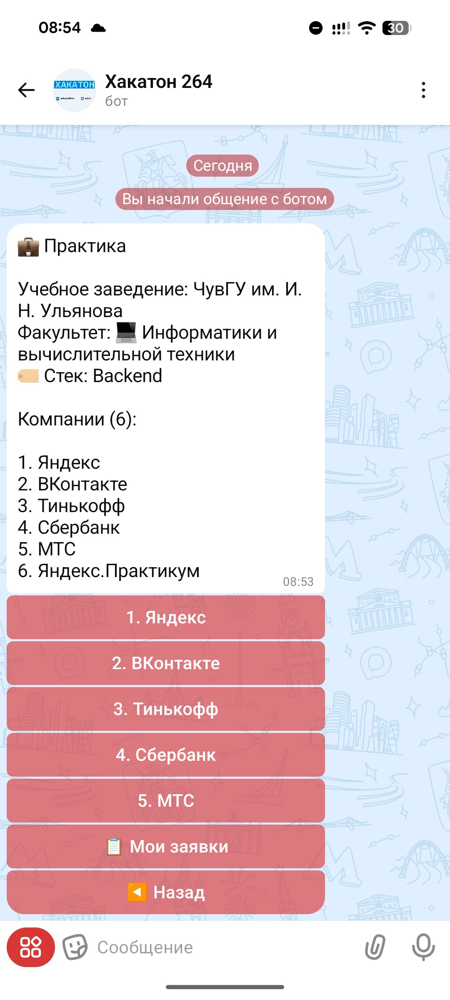 08:54
30
ХАКАТОН
education
мах
Хакатон 264
бот
Сегодня
Вы начали общение с ботом
💼 Практика
Учебное заведение: ЧувГУ им. И.
Н. Ульянова
Факультет: 💻 Информатики и
вычислительной техники
🏷️ Стек: Backend
Компании (6):
1. Яндекс
2. ВКонтакте
3. Тинькофф
4. Сбербанк
5. МТС
6. Яндекс.Практикум
08:53
1. Яндекс
2. ВКонтакте
3. Тинькофф
4. Сбербанк
5. МТС
📋 Мои заявки
◀️ Назад
Сообщение